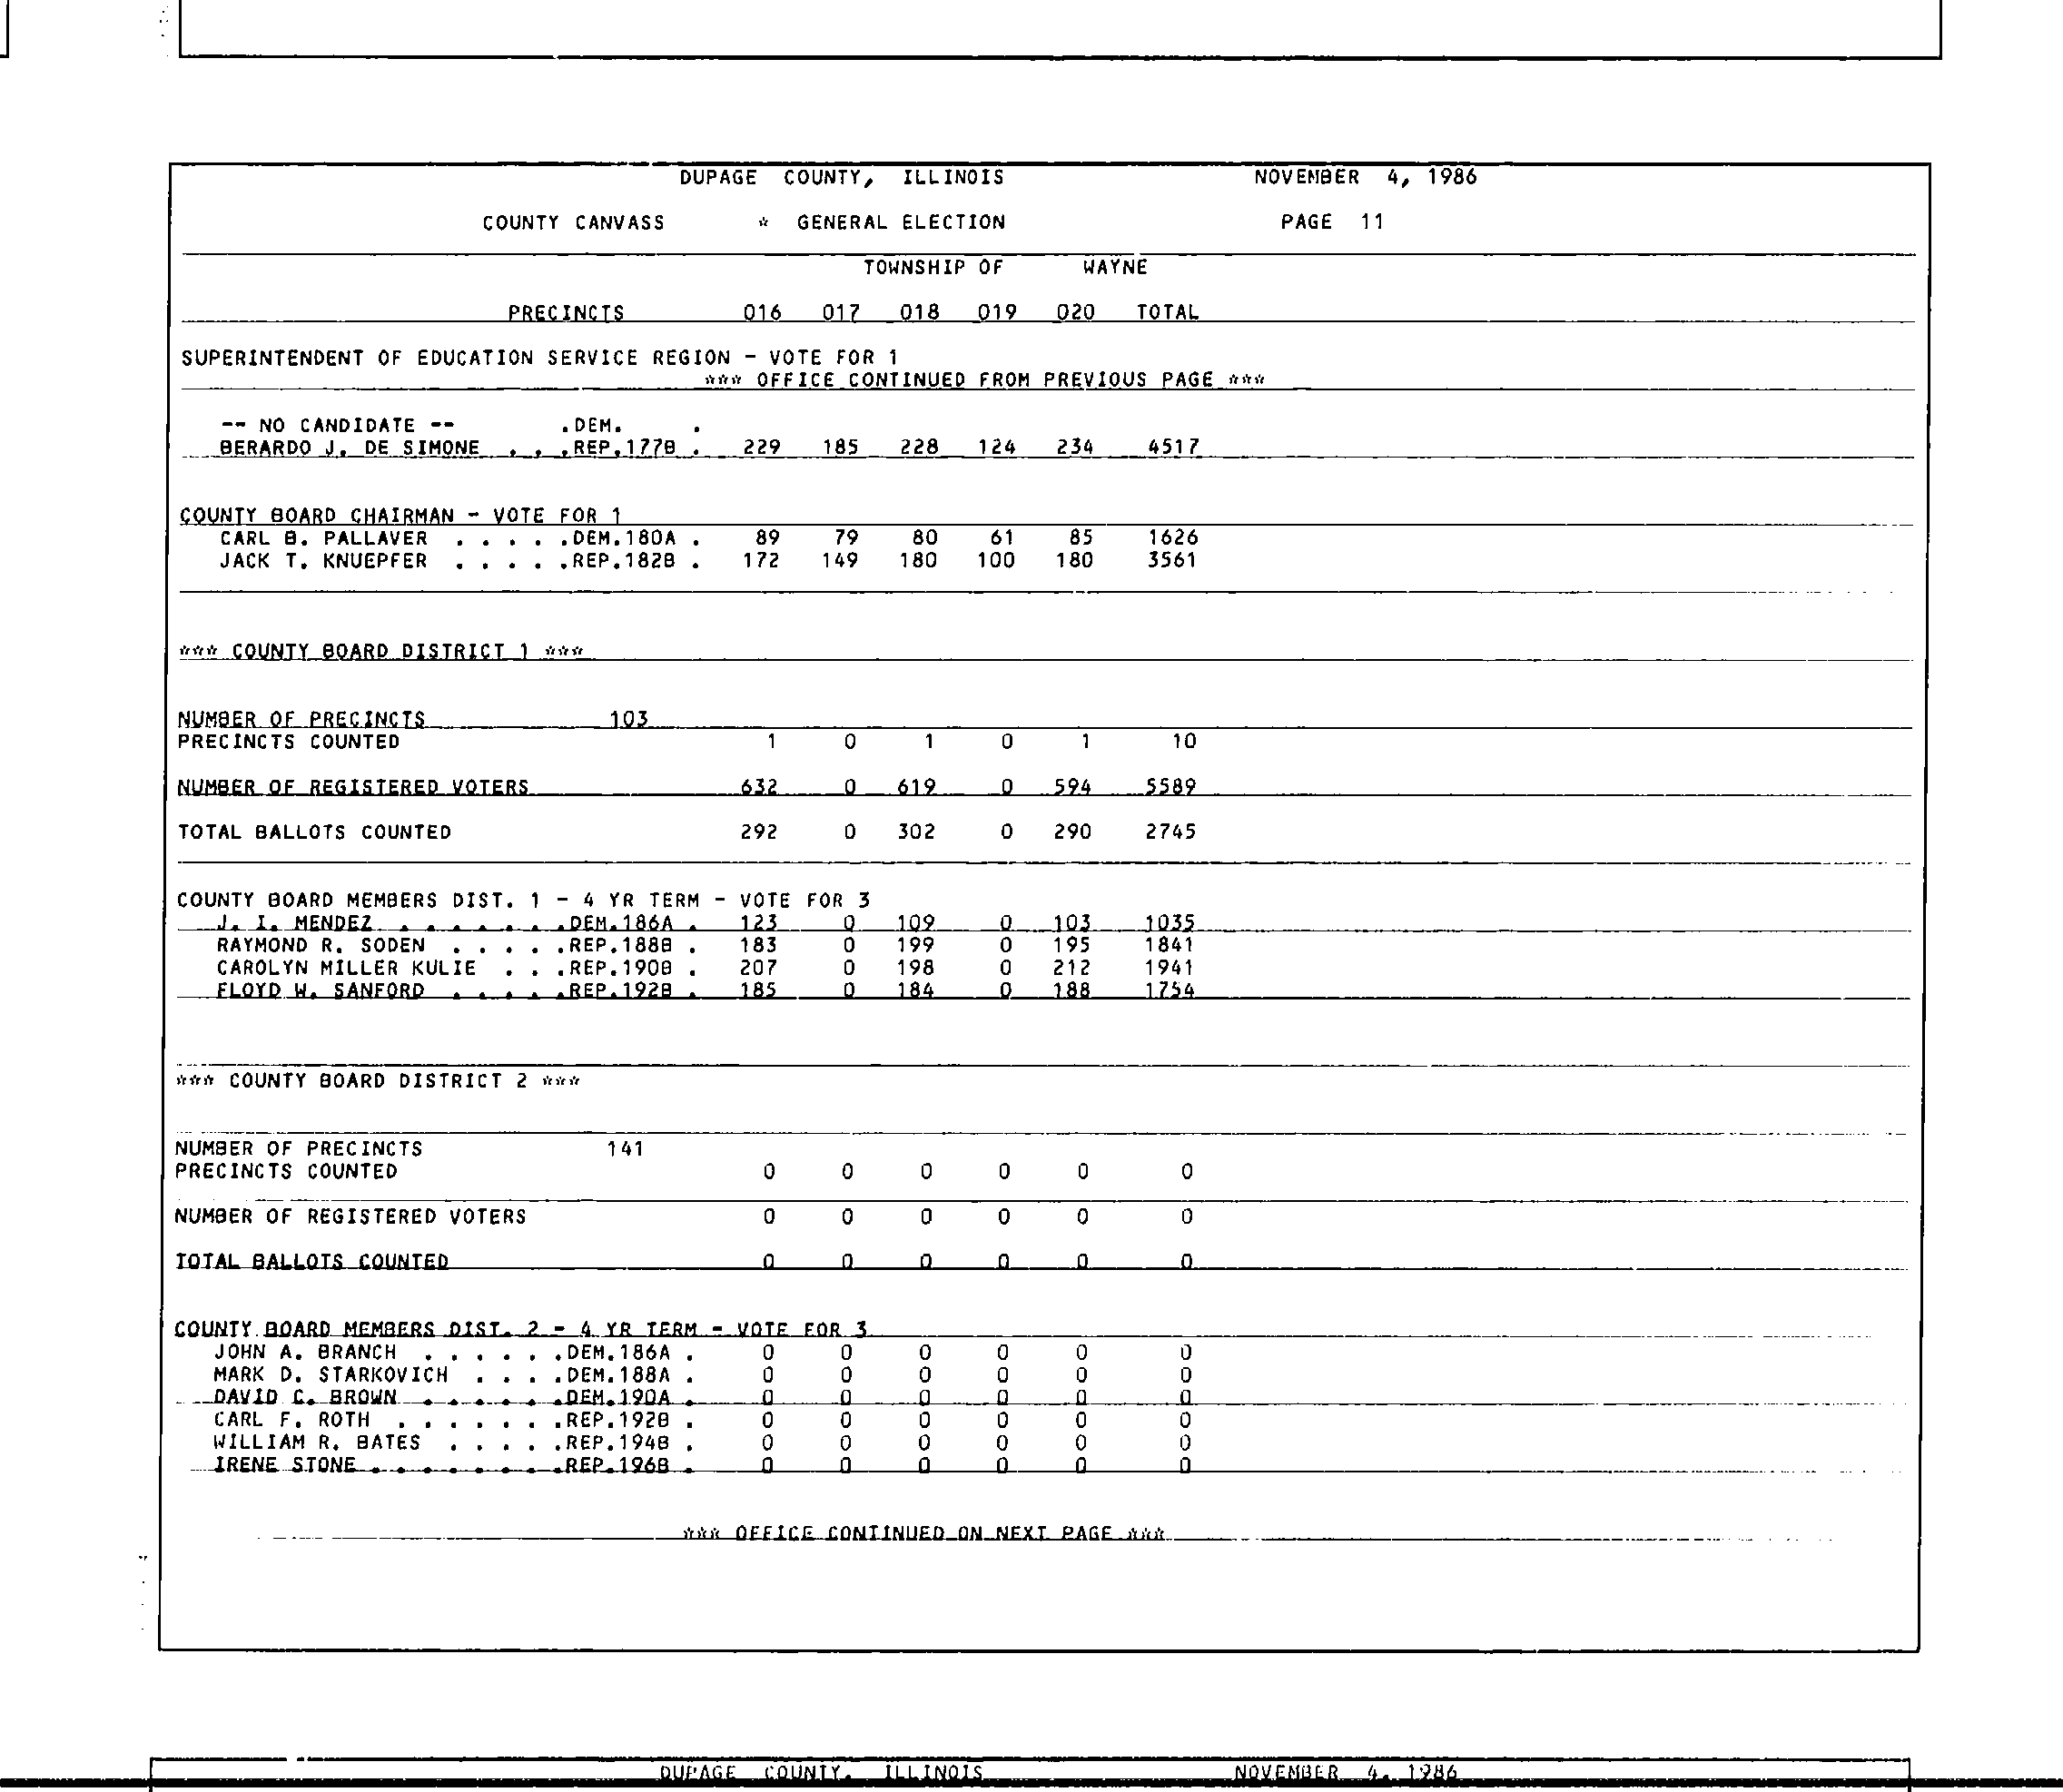 DUPAGE COUNTY, ILLINOIS NOVEMBER 4, 1986
COUNTY CANVASS * GENERAL ELECTION PAGE 11
TOWNSHIP OF WAYNE
PRECINCTS 016 017 018 019 020 TOTAL
SUPERINTENDENT OF EDUCATION SERVICE REGION - VOTE FOR 1
*** OFFICE CONTINUED FROM PREVIOUS PAGE ***
-- NO CANDIDATE -- .DEM. .
BERARDO J. DE SIMONE . . .REP.177B . 229 185 228 124 234 4517
COUNTY BOARD CHAIRMAN - VOTE FOR 1
CARL B. PALLAVER . . . . .DEM.180A . 89 79 80 61 85 1626
JACK T. KNUEPFER . . . . .REP.182B . 172 149 180 100 180 3561
*** COUNTY BOARD DISTRICT 1 ***
NUMBER OF PRECINCTS 103
PRECINCTS COUNTED 1 0 1 0 1 10
NUMBER OF REGISTERED VOTERS 632 0 619 0 594 5589
TOTAL BALLOTS COUNTED 292 0 302 0 290 2745
COUNTY BOARD MEMBERS DIST. 1 - 4 YR TERM - VOTE FOR 3
J. I. MENDEZ . . . . . . .DEM.186A . 123 0 109 0 103 1035
RAYMOND R. SODEN . . . . .REP.188B . 183 0 199 0 195 1841
CAROLYN MILLER KULIE . . .REP.190B . 207 0 198 0 212 1941
FLOYD W. SANFORD . . . . .REP.192B . 185 0 184 0 188 1754
*** COUNTY BOARD DISTRICT 2 ***
NUMBER OF PRECINCTS 141
PRECINCTS COUNTED 0 0 0 0 0 0
NUMBER OF REGISTERED VOTERS 0 0 0 0 0 0
TOTAL BALLOTS COUNTED 0 0 0 0 0 0
COUNTY BOARD MEMBERS DIST. 2 - 4 YR TERM - VOTE FOR 3
JOHN A. BRANCH . . . . . .DEM.186A . 0 0 0 0 0 0
MARK D. STARKOVICH . . . .DEM.188A . 0 0 0 0 0 0
DAVID C. BROWN . . . . . .DEM.190A . 0 0 0 0 0 0
CARL F. ROTH . . . . . . .REP.192B . 0 0 0 0 0 0
WILLIAM R. BATES . . . . .REP.194B . 0 0 0 0 0 0
IRENE STONE . . . . . . . .REP.196B . 0 0 0 0 0 0
*** OFFICE CONTINUED ON NEXT PAGE ***
DUPAGE COUNTY, ILLINOIS NOVEMBER 4, 1986